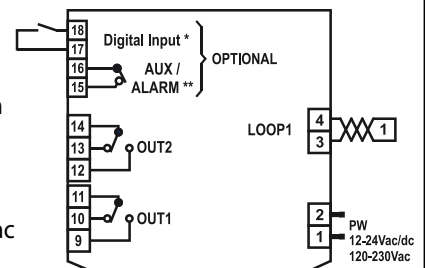 18
Digital Input *
17
OPTIONAL
16
AUX /
15
ALARM **
14
13
OUT2
12
11
10
OUT1
9
LOOP1
4
3
1
2
PW
1
12-24Vac/dc
120-230Vac